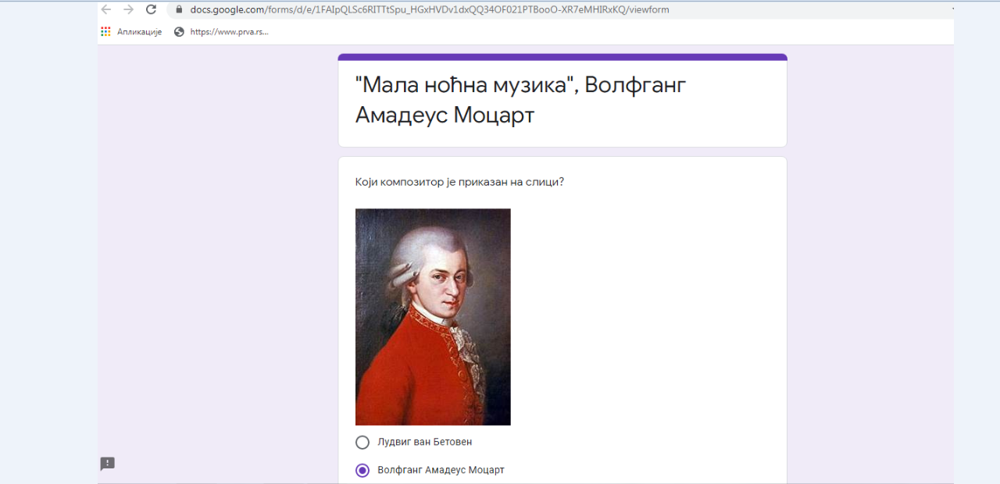 docs.google.com/forms/d/e/1FAIpQLSc6RITTtSpu_HGxHVDv1dxQQ34OF021PTBooO-XR7eMHIRxKQ/viewform
Апликације https://www.prva.rs...
"Мала ноћна музика", Волфганг
Амадеус Моцарт
Који композитор је приказан на слици?
Лудвиг ван Бетовен
Волфганг Амадеус Моцарт